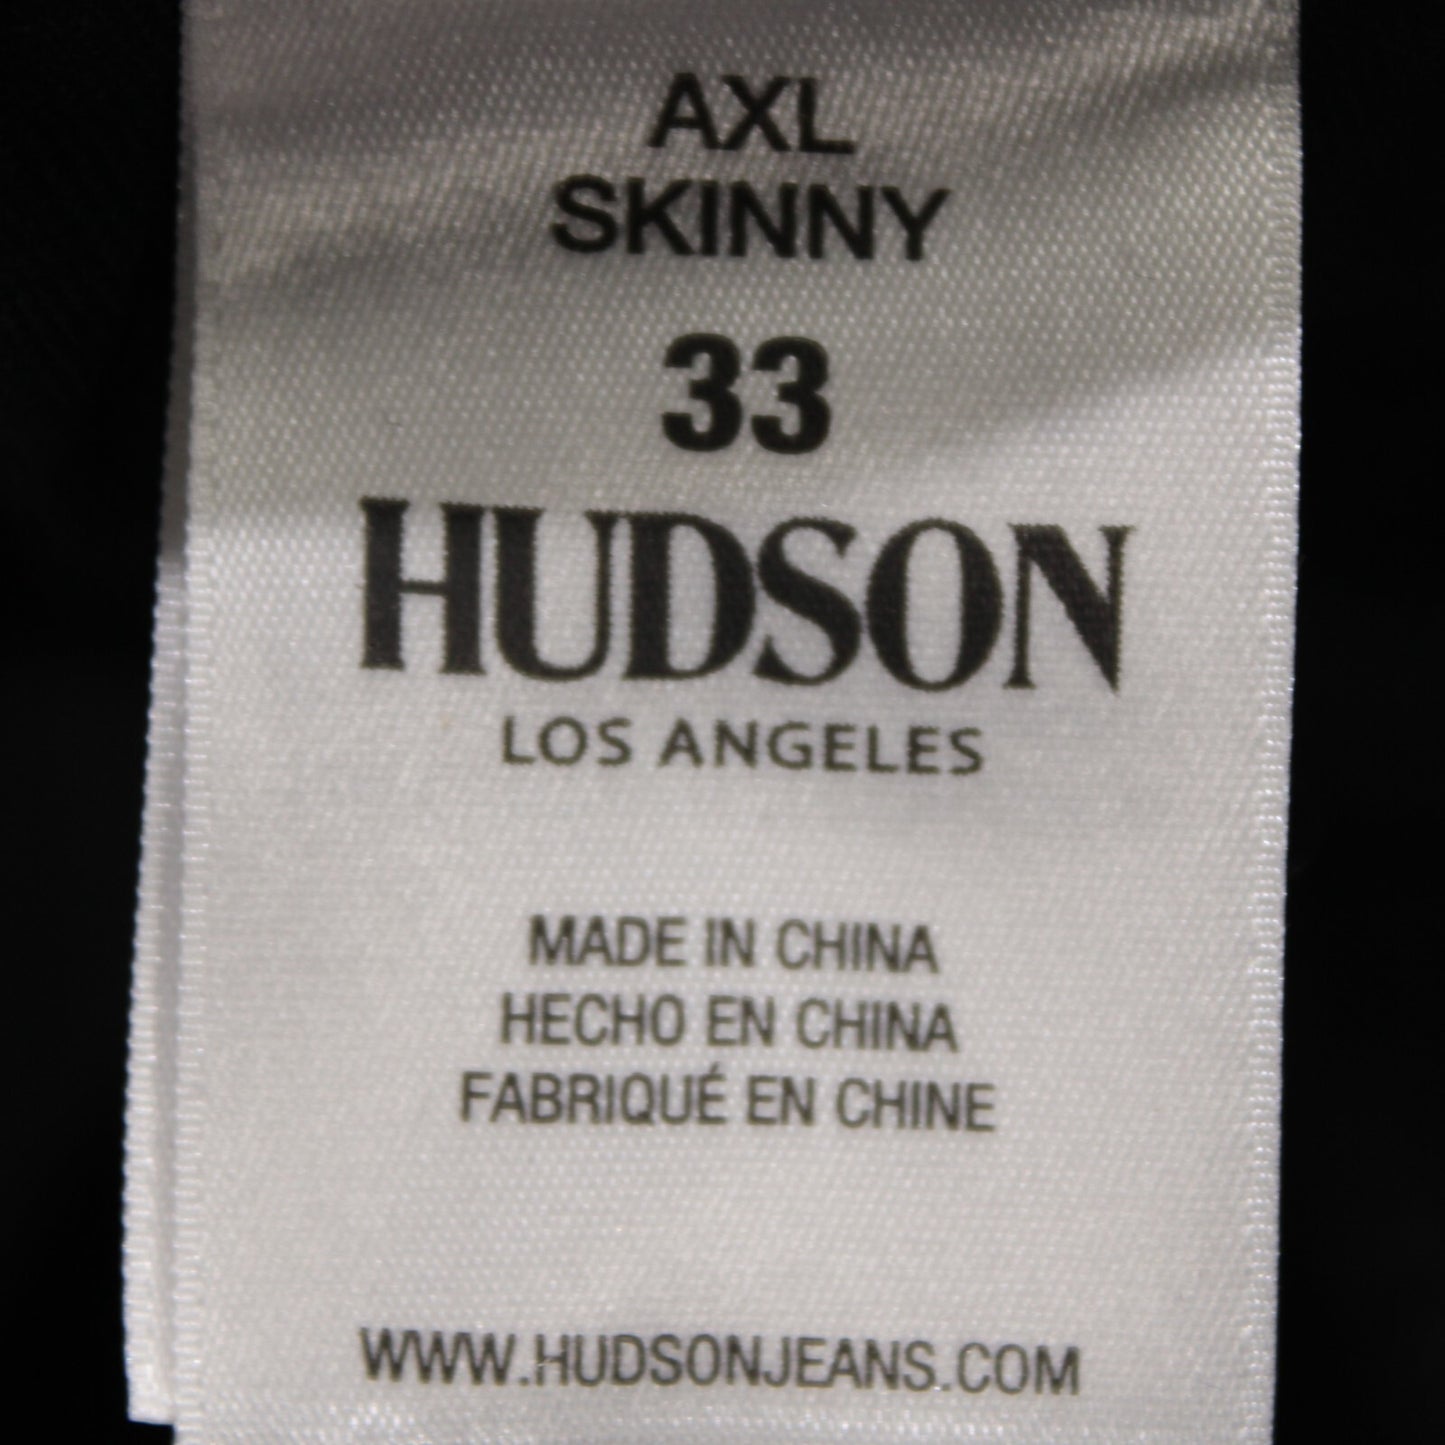 AXL
SKINNY
33
HUDSON
LOS ANGELES
MADE IN CHINA
HECHO EN CHINA
FABRIQUÉ EN CHINE
WWW.HUDSONJEANS.COM